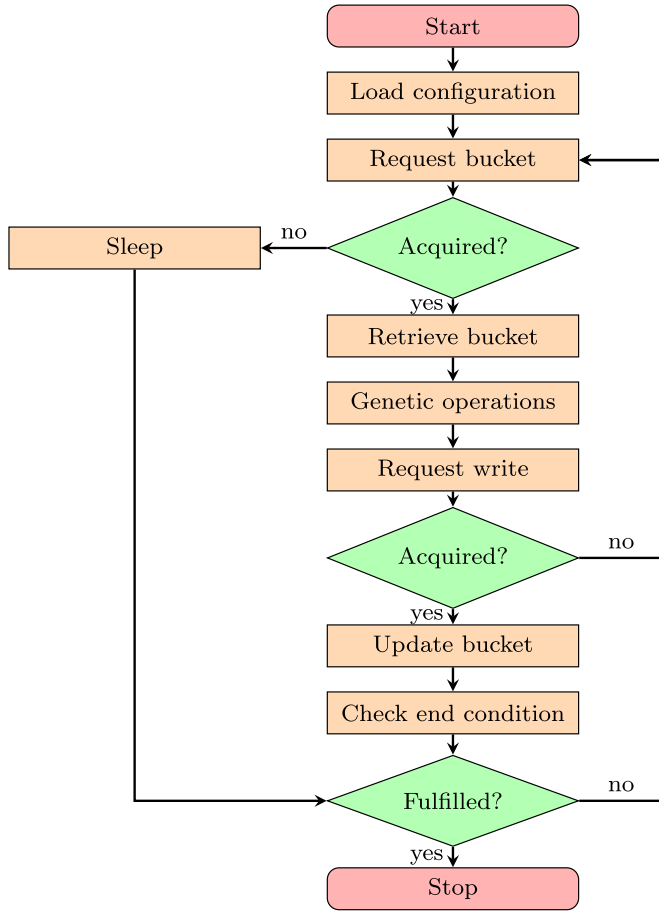 Start
Load configuration
Request bucket
Acquired?
no
Sleep
yes
Retrieve bucket
Genetic operations
Request write
Acquired?
no
yes
Update bucket
Check end condition
Fulfilled?
no
yes
Stop